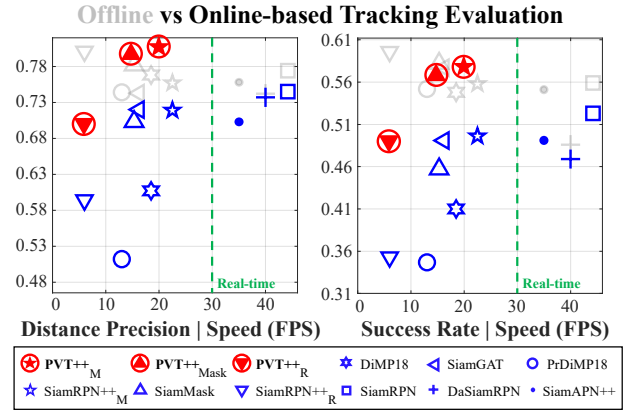 Offline vs Online-based Tracking Evaluation
0.78
0.73
0.68
0.63
0.58
0.53
0.48
0 10 20 30 40
Real-time
Distance Precision | Speed (FPS)
0.61
0.56
0.51
0.46
0.41
0.36
0.31
0 10 20 30 40
Real-time
Success Rate | Speed (FPS)
PVT++M PVT++Mask PVT++R DiMP18 SiamGAT PrDiMP18
SiamRPN++M SiamMask SiamRPN++R SiamRPN DaSiamRPN SiamAPN++